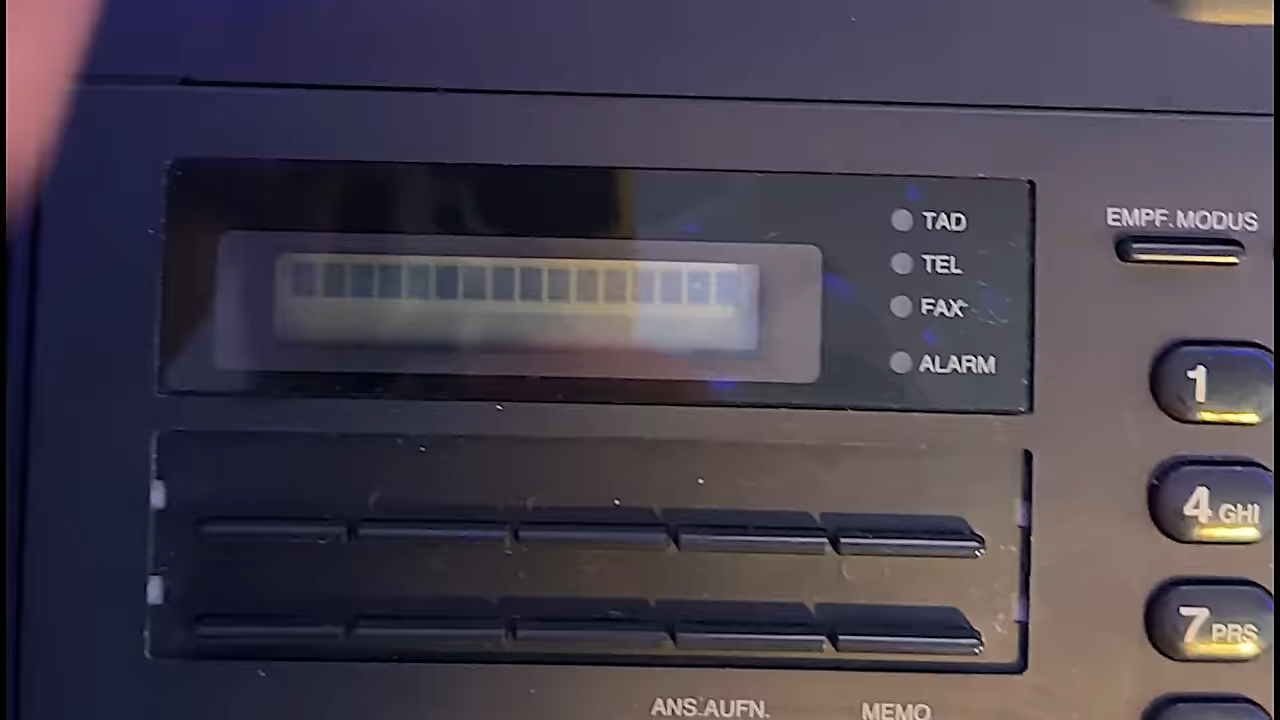 TAD
EMPF.MODUS
TEL
FAX
ALARM
1
4 GHI
7 PRS
ANS.AUFN.
MEMO